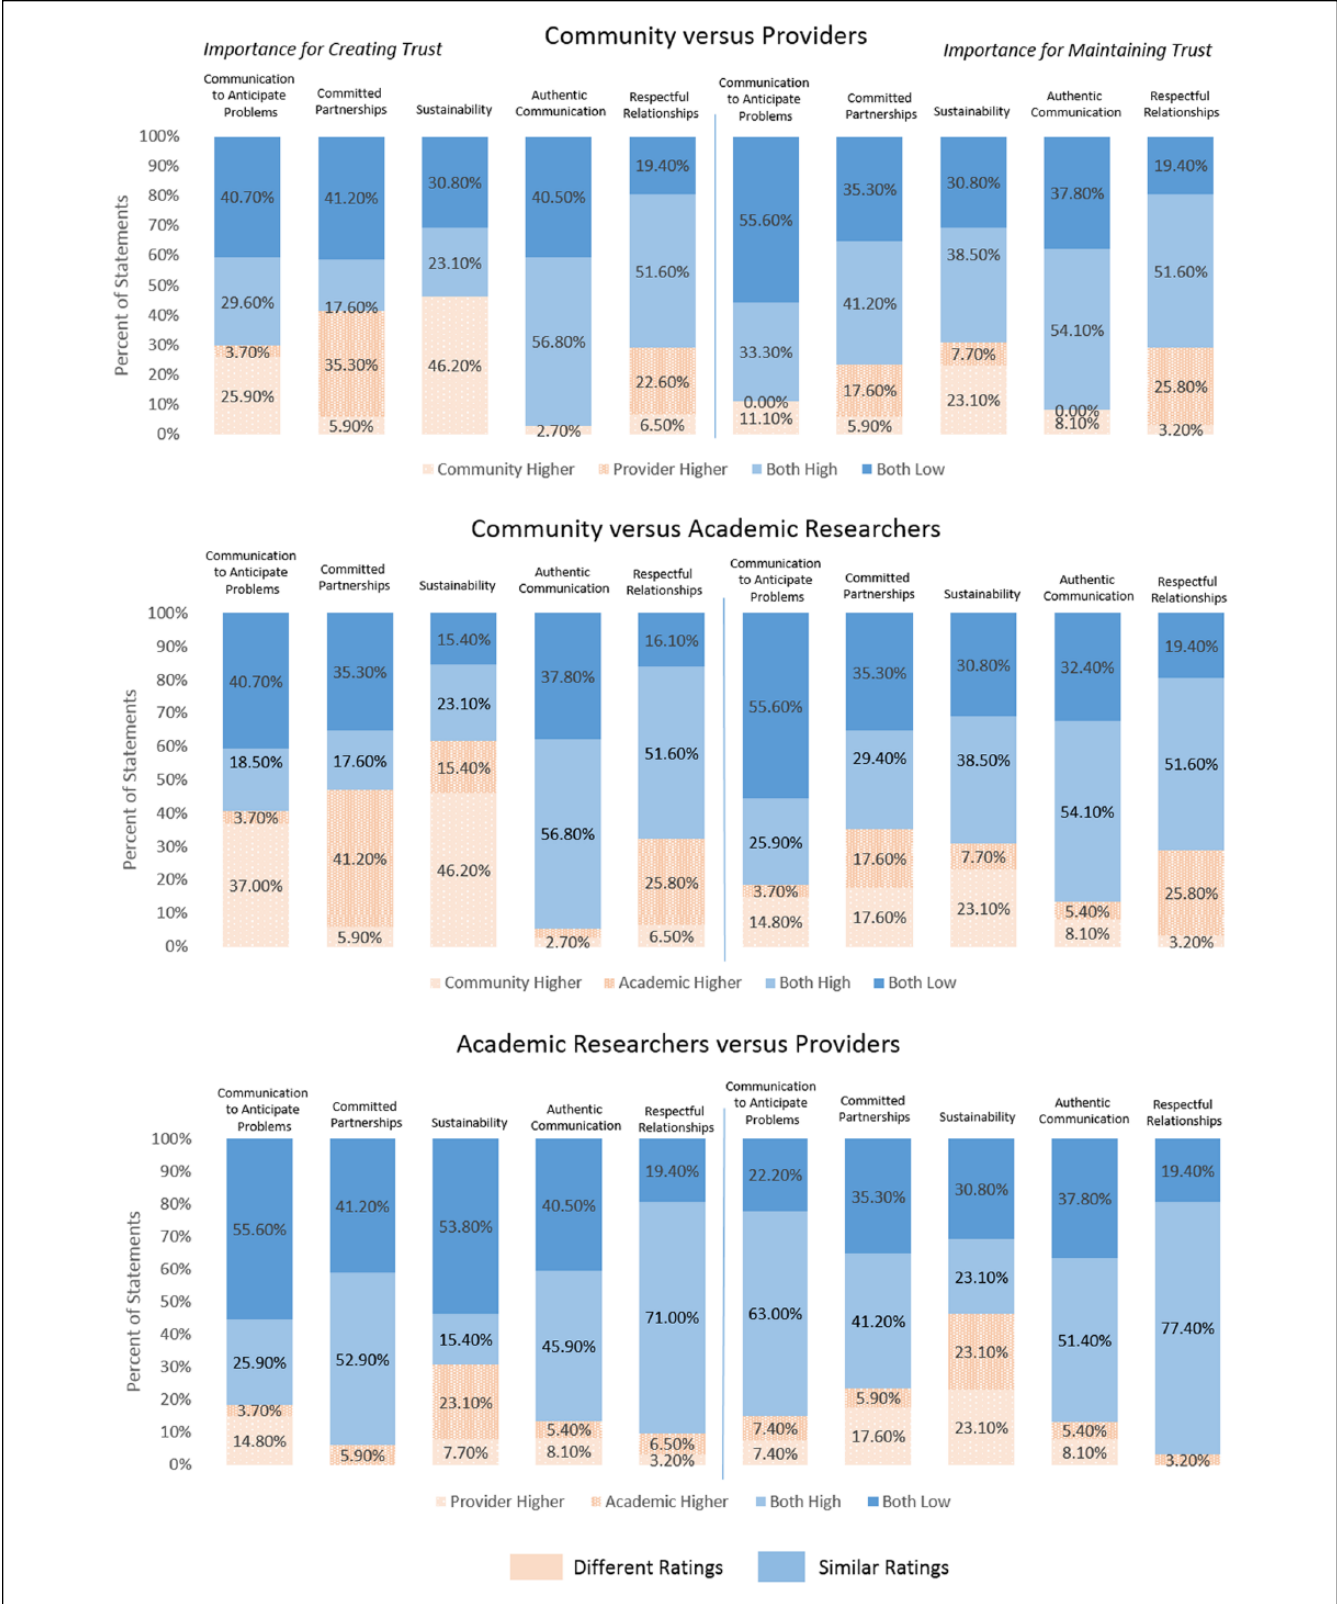 Community versus Providers
Importance for Creating Trust
Importance for Maintaining Trust
Communication
to Anticipate
Problems
Committed
Partnerships
Sustainability
Authentic
Communication
Respectful
Relationships
Communication
to Anticipate
Problems
Committed
Partnerships
Sustainability
Authentic
Communication
Respectful
Relationships
Percent of Statements
100%
90%
80%
70%
60%
50%
40%
30%
20%
10%
0%
40.70%
29.60%
3.70%
25.90%
41.20%
17.60%
35.30%
5.90%
30.80%
23.10%
46.20%
40.50%
56.80%
2.70%
19.40%
51.60%
22.60%
6.50%
55.60%
33.30%
0.00%
11.10%
35.30%
41.20%
17.60%
5.90%
30.80%
38.50%
7.70%
23.10%
37.80%
54.10%
0.00%
8.10%
19.40%
51.60%
25.80%
3.20%
Community Higher Provider Higher Both High Both Low
Community versus Academic Researchers
Communication
to Anticipate
Problems
Committed
Partnerships
Sustainability
Authentic
Communication
Respectful
Relationships
Communication
to Anticipate
Problems
Committed
Partnerships
Sustainability
Authentic
Communication
Respectful
Relationships
Percent of Statements
100%
90%
80%
70%
60%
50%
40%
30%
20%
10%
0%
40.70%
18.50%
3.70%
37.00%
35.30%
17.60%
41.20%
5.90%
15.40%
23.10%
15.40%
46.20%
37.80%
56.80%
2.70%
16.10%
51.60%
25.80%
6.50%
55.60%
25.90%
3.70%
14.80%
35.30%
29.40%
17.60%
17.60%
30.80%
38.50%
7.70%
23.10%
32.40%
54.10%
5.40%
8.10%
19.40%
51.60%
25.80%
3.20%
Community Higher Academic Higher Both High Both Low
Academic Researchers versus Providers
Communication
to Anticipate
Problems
Committed
Partnerships
Sustainability
Authentic
Communication
Respectful
Relationships
Communication
to Anticipate
Problems
Committed
Partnerships
Sustainability
Authentic
Communication
Respectful
Relationships
Percent of Statements
100%
90%
80%
70%
60%
50%
40%
30%
20%
10%
0%
55.60%
25.90%
3.70%
14.80%
41.20%
52.90%
5.90%
53.80%
15.40%
23.10%
7.70%
40.50%
45.90%
5.40%
8.10%
19.40%
71.00%
6.50%
3.20%
22.20%
63.00%
7.40%
7.40%
35.30%
41.20%
5.90%
17.60%
30.80%
23.10%
23.10%
23.10%
37.80%
51.40%
5.40%
8.10%
19.40%
77.40%
3.20%
Provider Higher Academic Higher Both High Both Low
Different Ratings Similar Ratings